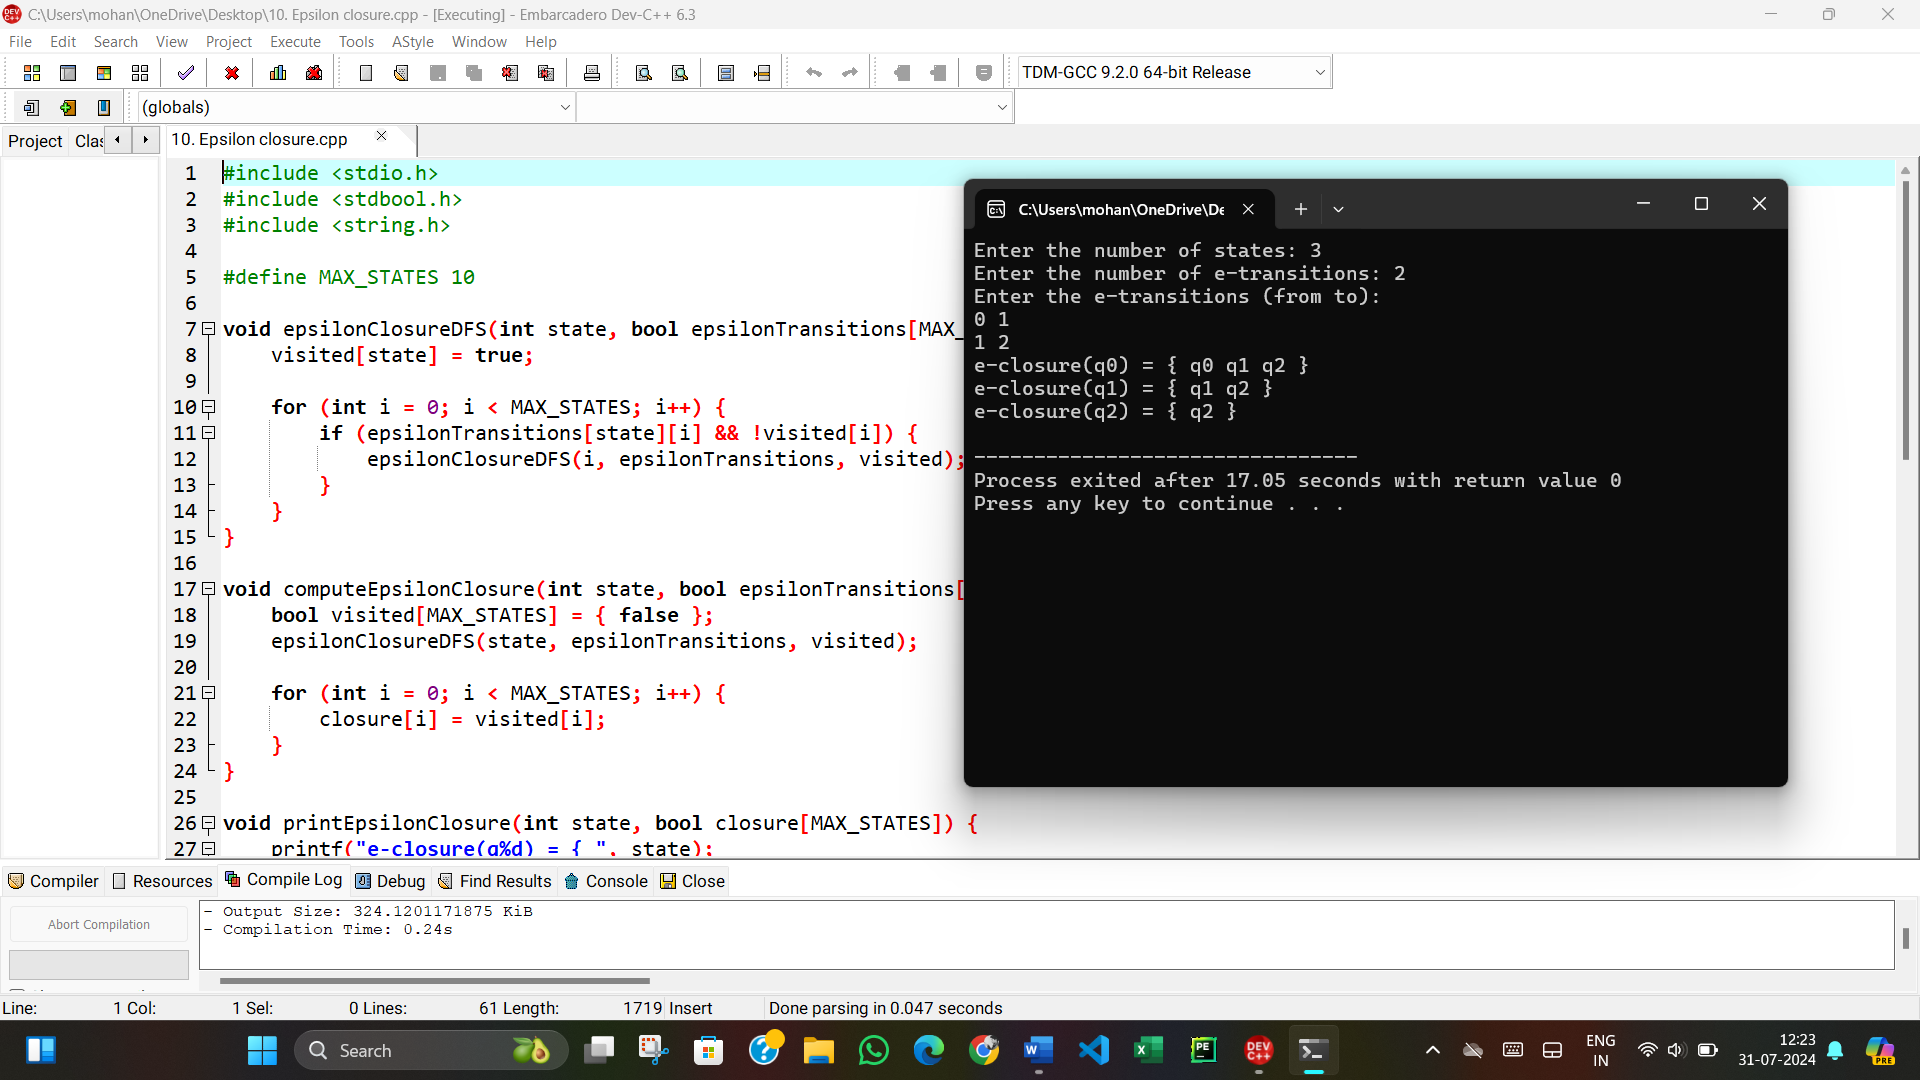 C:\Users\mohan\OneDrive\Desktop\10. Epsilon closure.cpp - [Executing] - Embarcadero Dev-C++ 6.3
File Edit Search View Project Execute Tools AStyle Window Help
TDM-GCC 9.2.0 64-bit Release
(globals)
Project Clas
10. Epsilon closure.cpp
1 #include <stdio.h>
2 #include <stdbool.h>
3 #include <string.h>
4
5 #define MAX_STATES 10
6
7 void epsilonClosureDFS(int state, bool epsilonTransitions[MAX_
8 visited[state] = true;
9
10 for (int i = 0; i < MAX_STATES; i++) {
11 if (epsilonTransitions[state][i] && !visited[i]) {
12 epsilonClosureDFS(i, epsilonTransitions, visited);
13 }
14 }
15 }
16
17 void computeEpsilonClosure(int state, bool epsilonTransitions[
18 bool visited[MAX_STATES] = { false };
19 epsilonClosureDFS(state, epsilonTransitions, visited);
20
21 for (int i = 0; i < MAX_STATES; i++) {
22 closure[i] = visited[i];
23 }
24 }
25
26 void printEpsilonClosure(int state, bool closure[MAX_STATES]) {
27 printf("e-closure(q%d) = { ", state);
C:\Users\mohan\OneDrive\De
Enter the number of states: 3
Enter the number of e-transitions: 2
Enter the e-transitions (from to):
0 1
1 2
e-closure(q0) = { q0 q1 q2 }
e-closure(q1) = { q1 q2 }
e-closure(q2) = { q2 }
--------------------------------
Process exited after 17.05 seconds with return value 0
Press any key to continue . . .
Compiler Resources Compile Log Debug Find Results Console Close
Abort Compilation
- Output Size: 324.1201171875 KiB
- Compilation Time: 0.24s
Line: 1 Col: 1 Sel: 0 Lines: 61 Length: 1719 Insert Done parsing in 0.047 seconds
Search
ENG
IN
12:23
31-07-2024
PRE